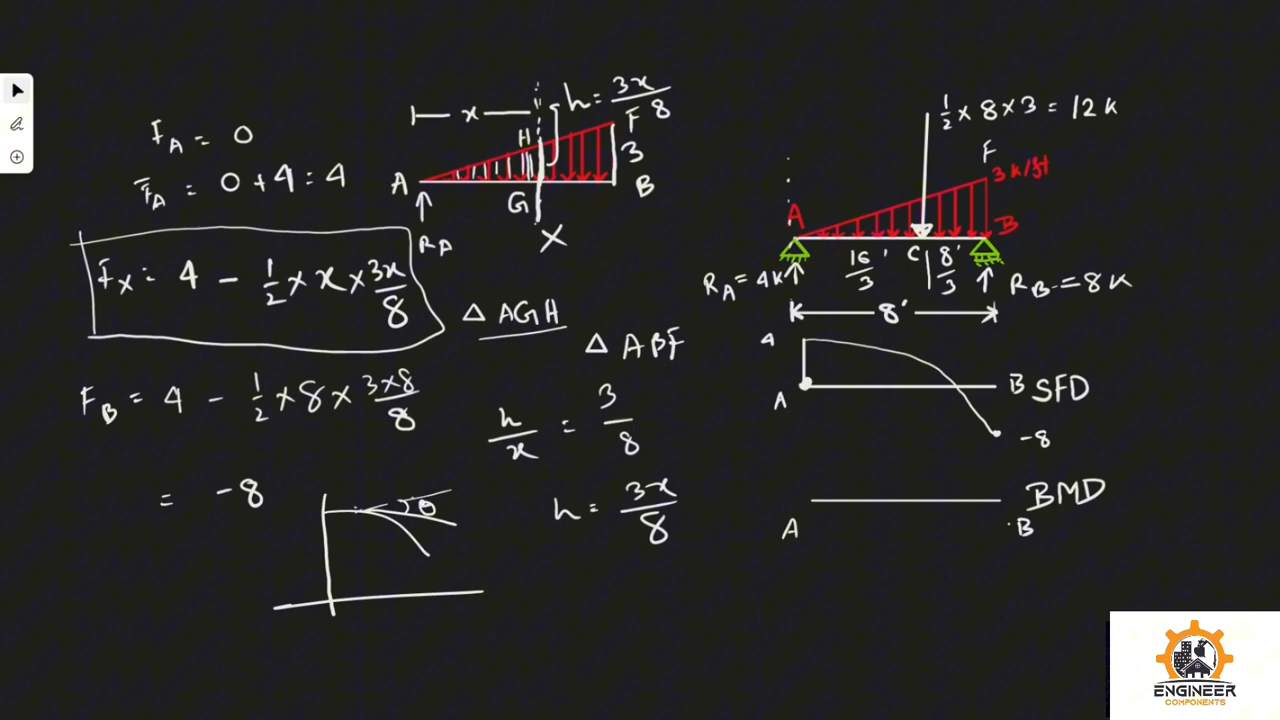 F_A = 0
F_A = 0 + 4 = 4
F_x = 4 - 1/2 × x × 3x/8
F_B = 4 - 1/2 × 8 × 3×8/8
= -8
θ
x
h = 3x/8
H
F
3
A
G
B
R_A
X
△ AGH
△ ABF
h/x = 3/8
h = 3x/8
1/2 × 8 × 3 = 12 k
F
3 k/ft
A
B
16/3 '
C
8/3 '
R_A = 4k
R_B = 8k
8'
4
A
B SFD
-8
BMD
A
B
ENGINEER
COMPONENTS